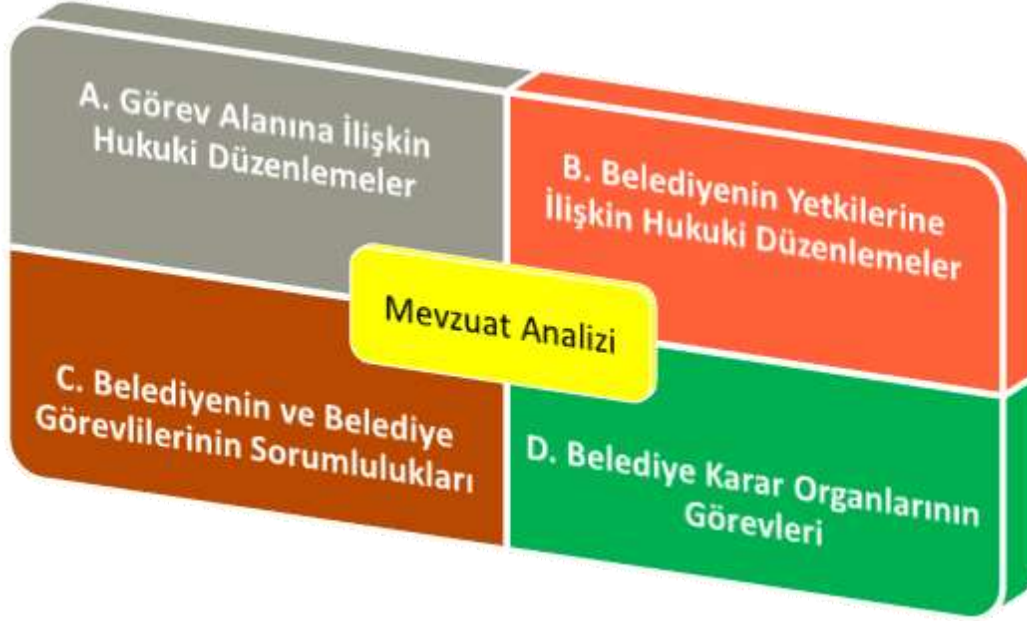 A. Görev Alanına İlişkin
Hukuki Düzenlemeler
B. Belediyenin Yetkilerine
İlişkin Hukuki Düzenlemeler
Mevzuat Analizi
C. Belediyenin ve Belediye
Görevlilerinin Sorumlulukları
D. Belediye Karar Organlarının
Görevleri